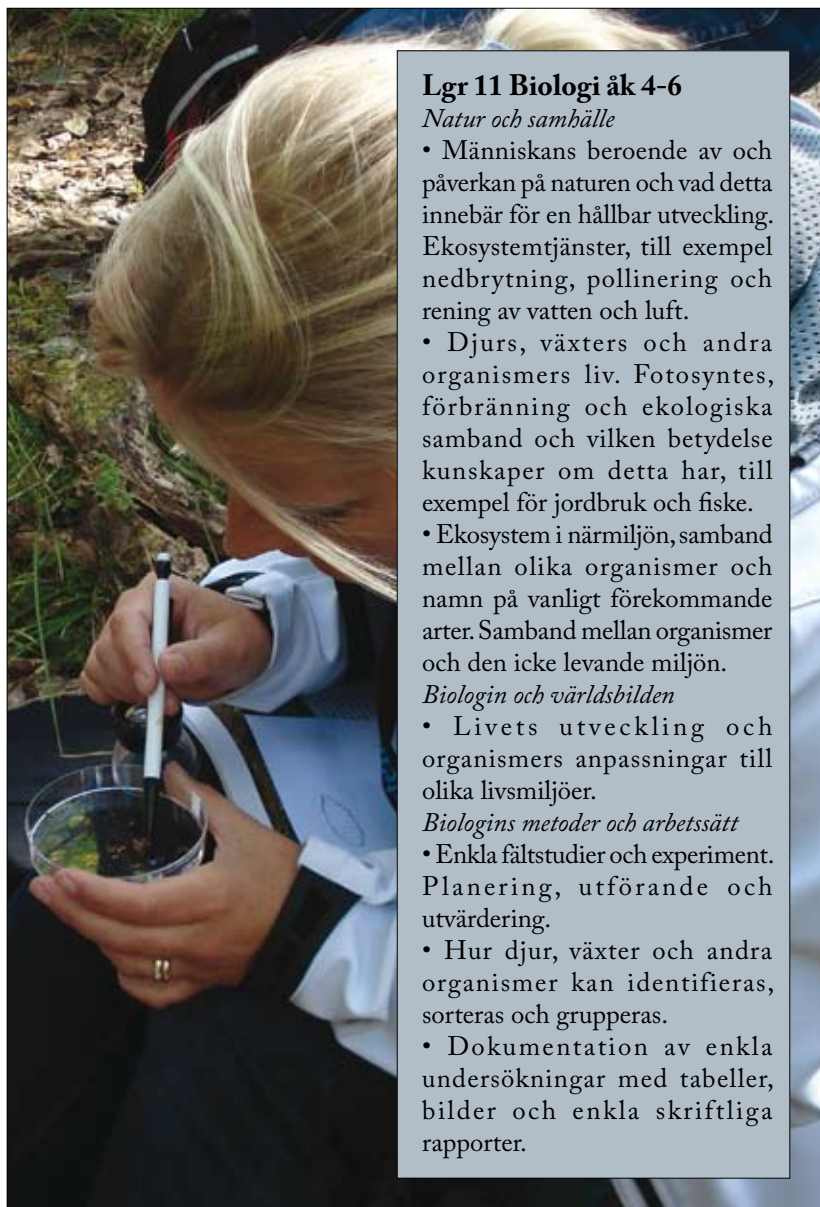 Lgr 11 Biologi åk 4-6
Natur och samhälle
• Människans beroende av och
påverkan på naturen och vad detta
innebär för en hållbar utveckling.
Ekosystemtjänster, till exempel
nedbrytning, pollinering och
rening av vatten och luft.
• Djurs, växters och andra
organismers liv. Fotosyntes,
förbränning och ekologiska
samband och vilken betydelse
kunskaper om detta har, till
exempel för jordbruk och fiske.
• Ekosystem i närmiljön, samband
mellan olika organismer och
namn på vanligt förekommande
arter. Samband mellan organismer
och den icke levande miljön.
Biologin och världsbilden
• Livets utveckling och
organismers anpassningar till
olika livsmiljöer.
Biologins metoder och arbetssätt
• Enkla fältstudier och experiment.
Planering, utförande och
utvärdering.
• Hur djur, växter och andra
organismer kan identifieras,
sorteras och grupperas.
• Dokumentation av enkla
undersökningar med tabeller,
bilder och enkla skriftliga
rapporter.